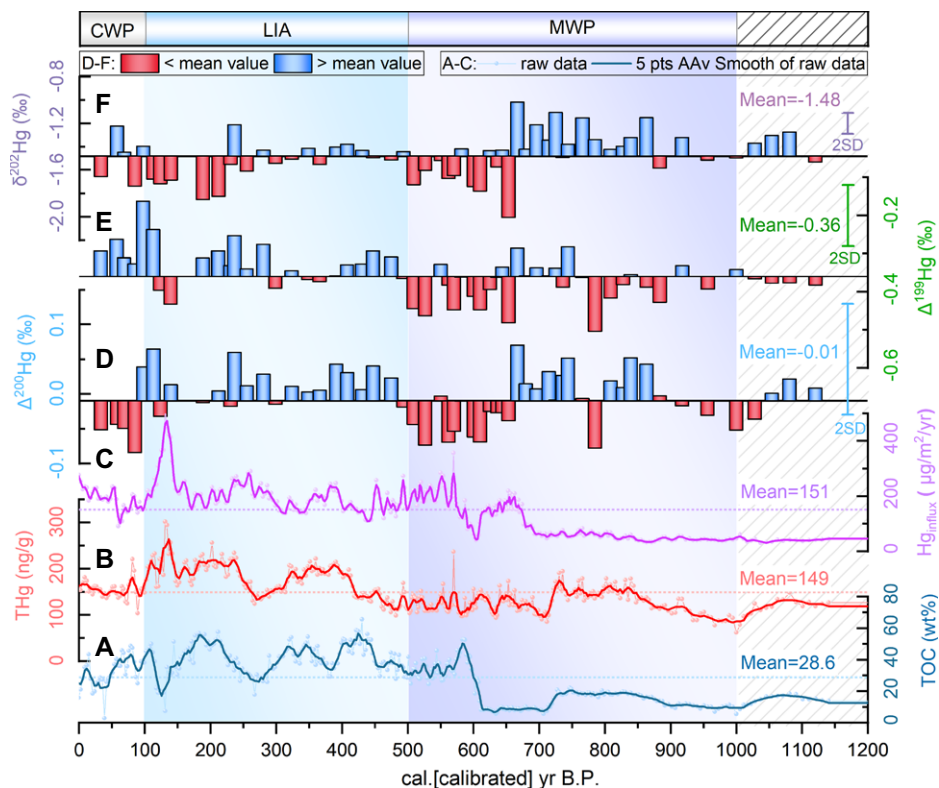 CWP LIA MWP
D-F: < mean value > mean value A-C: raw data 5 pts AAv Smooth of raw data
F
δ202Hg (‰)
-0.8
-1.2
-1.6
-2.0
Mean=-1.48
2SD
E
Δ199Hg (‰)
-0.2
-0.4
-0.6
Mean=-0.36
2SD
D
Δ200Hg (‰)
0.1
0.0
-0.1
Mean=-0.01
2SD
C
Hginflux ( μg/m2/yr)
400
200
0
Mean=151
B
THg (ng/g)
300
200
100
0
Mean=149
A
TOC (wt%)
80
60
40
20
0
Mean=28.6
0 100 200 300 400 500 600 700 800 900 1000 1100 1200
cal.[calibrated] yr B.P.